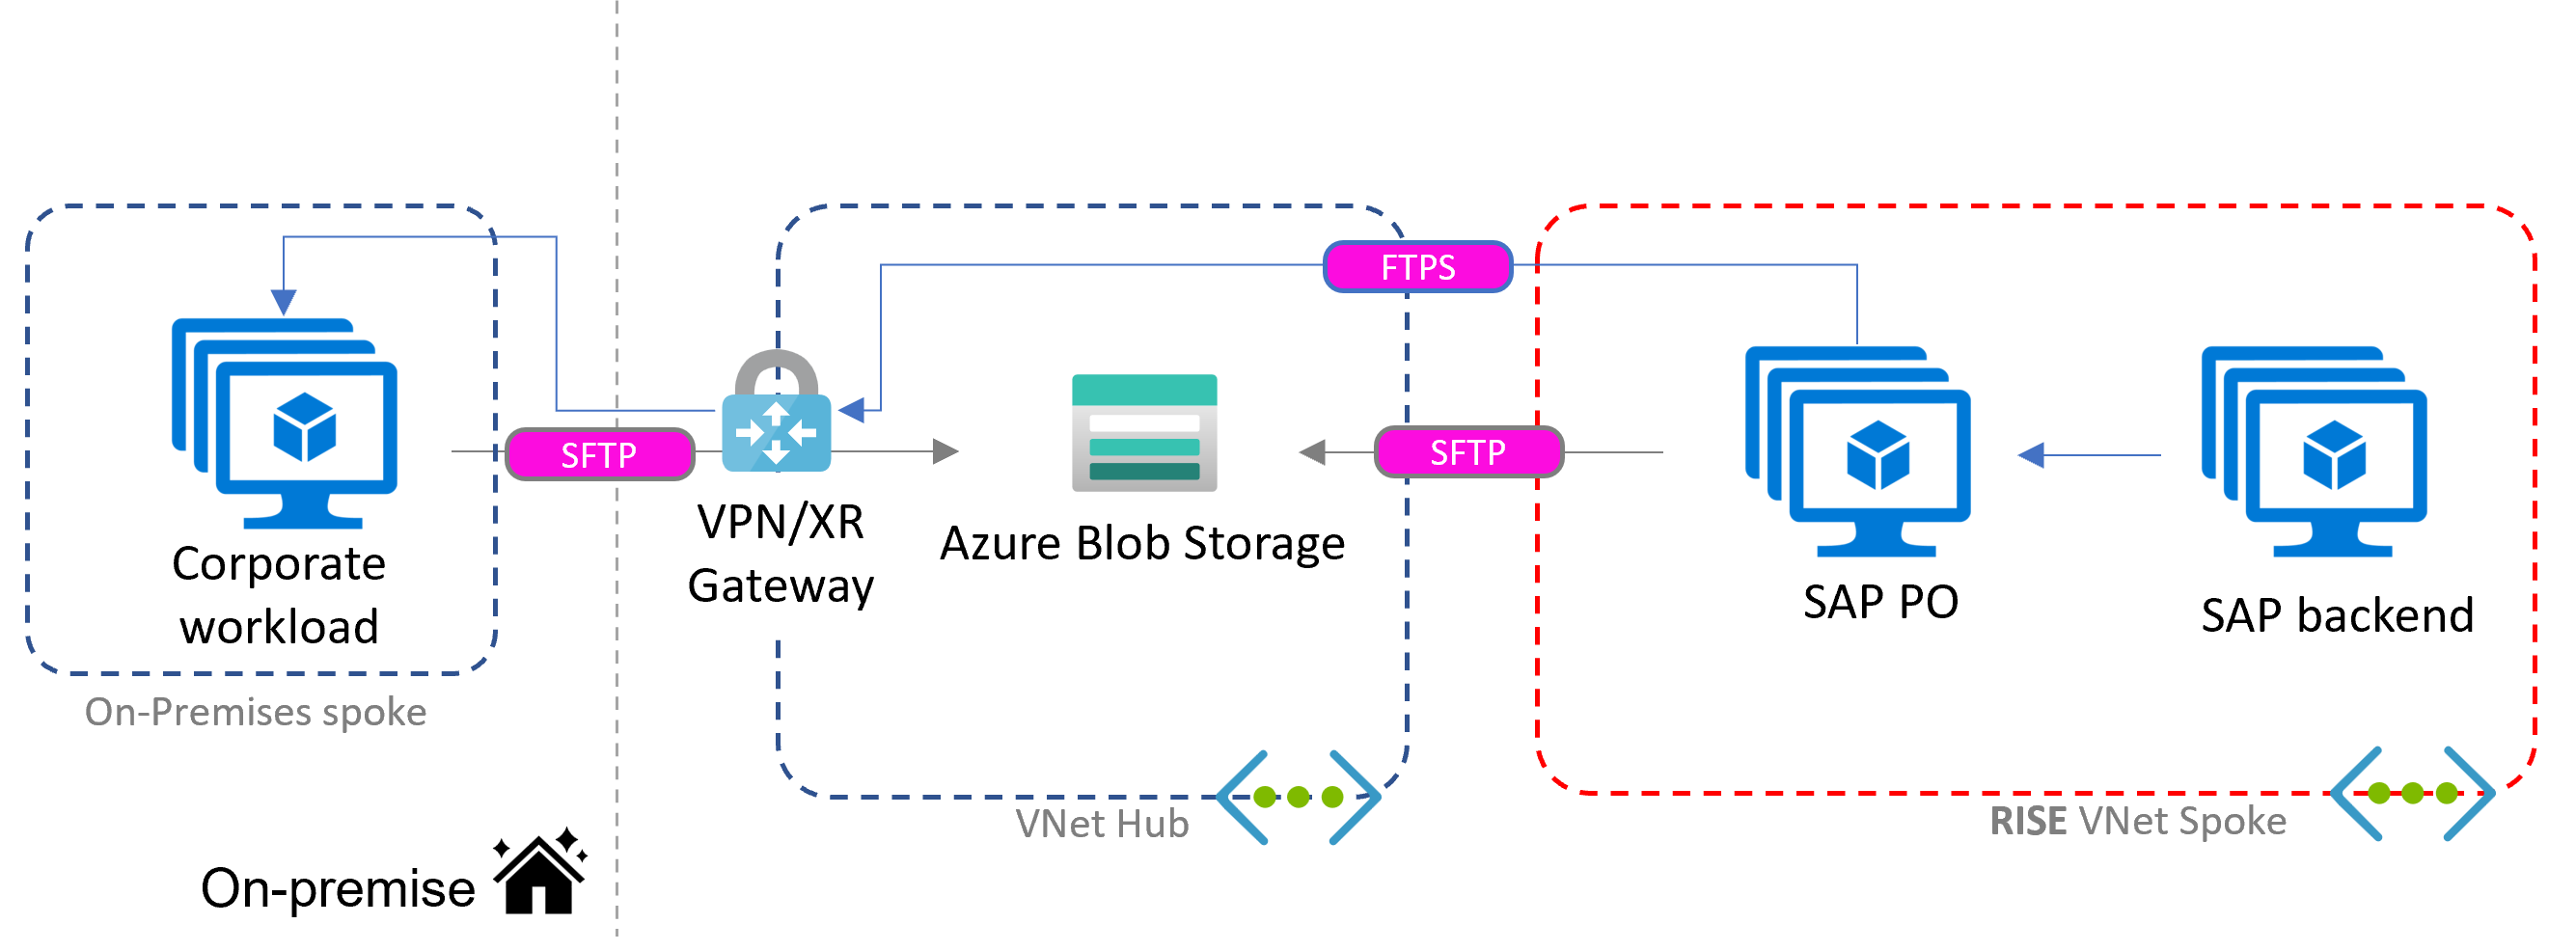 FTPS
SFTP
SFTP
VPN/XR
Gateway
Azure Blob Storage
Corporate
workload
SAP PO
SAP backend
On-Premises spoke
VNet Hub
RISE VNet Spoke
On-premise